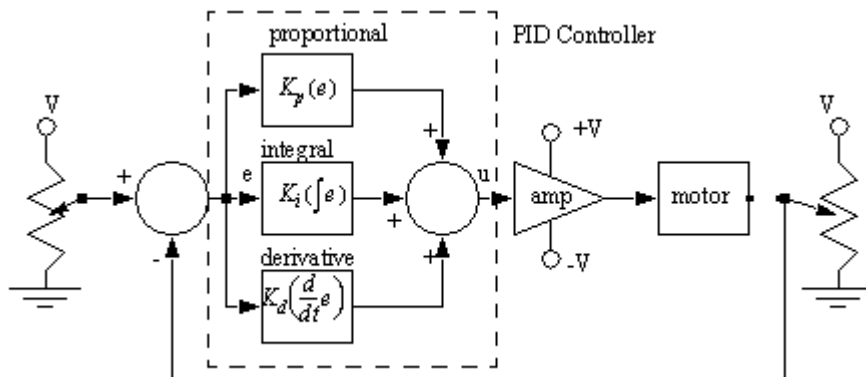 proportional
PID Controller
V
K_p(e)
V
+
+V
integral
+
e
K_i(∫e)
u
amp
motor
+
-
derivative
+
-V
K_d(d/dt e)